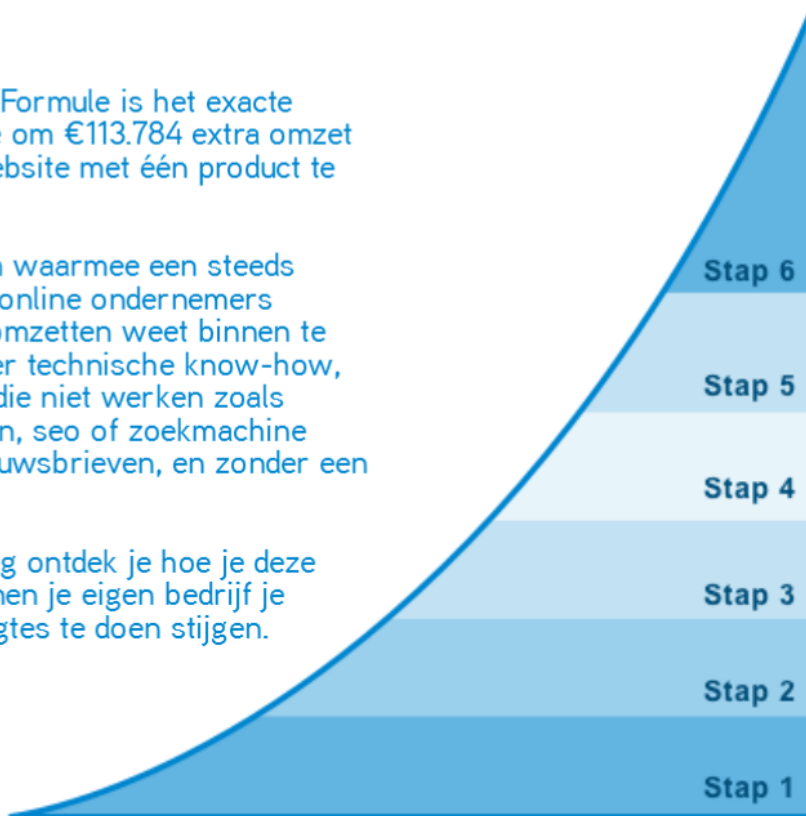 Formule is het exacte
om €113.784 extra omzet
ebsite met één product te
waarmee een steeds
online ondernemers
omzetten weet binnen te
er technische know-how,
die niet werken zoals
n, seo of zoekmachine
uwsbrieven, en zonder een
g ontdek je hoe je deze
nen je eigen bedrijf je
gtes te doen stijgen.
Stap 6
Stap 5
Stap 4
Stap 3
Stap 2
Stap 1